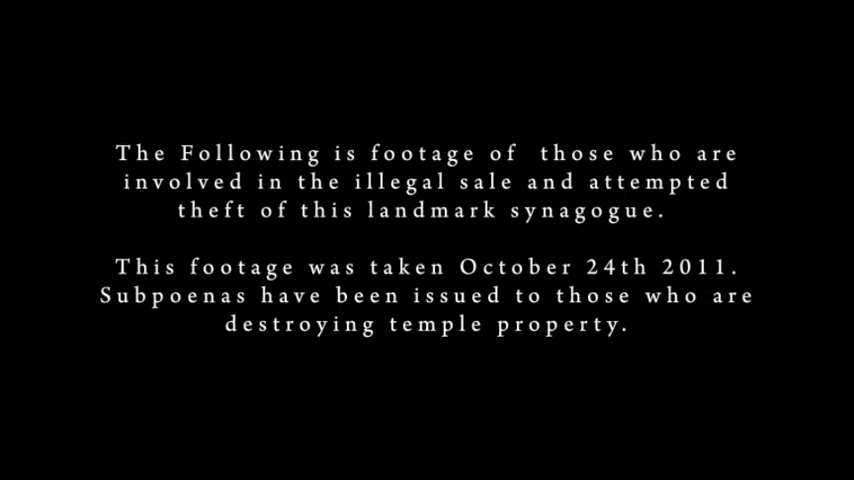 The Following is footage of those who are
involved in the illegal sale and attempted
theft of this landmark synagogue.
This footage was taken October 24th 2011.
Subpoenas have been issued to those who are
destroying temple property.